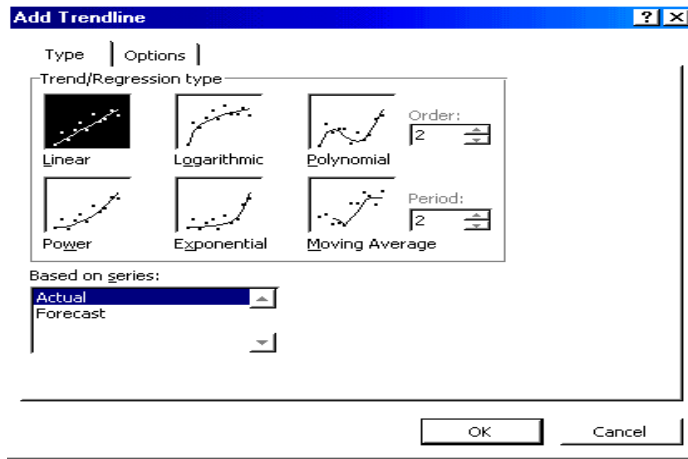 Add Trendline
Type Options
Trend/Regression type
Order:
2
Linear Logarithmic Polynomial
Period:
2
Power Exponential Moving Average
Based on series:
Actual
Forecast
OK Cancel